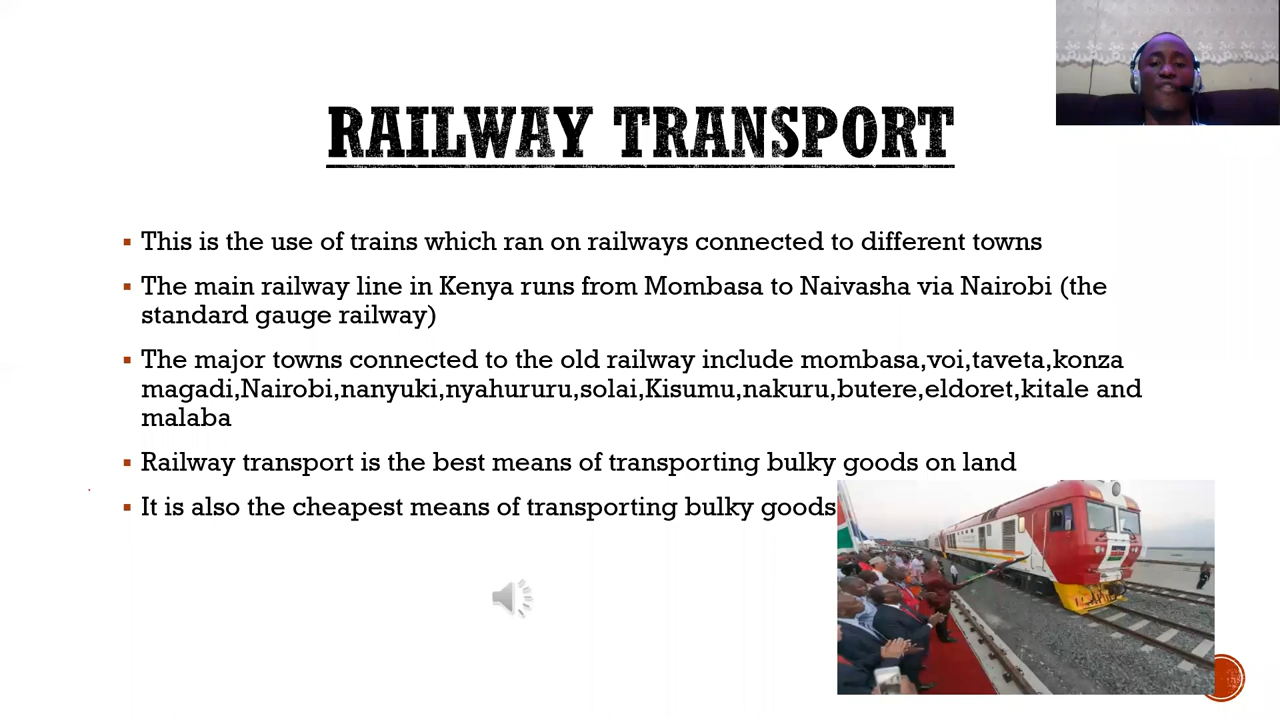 RAILWAY TRANSPORT
This is the use of trains which ran on railways connected to different towns
The main railway line in Kenya runs from Mombasa to Naivasha via Nairobi (the
standard gauge railway)
The major towns connected to the old railway include mombasa,voi,taveta,konza
magadi,Nairobi,nanyuki,nyahururu,solai,Kisumu,nakuru,butere,eldoret,kitale and
malaba
Railway transport is the best means of transporting bulky goods on land
It is also the cheapest means of transporting bulky goods